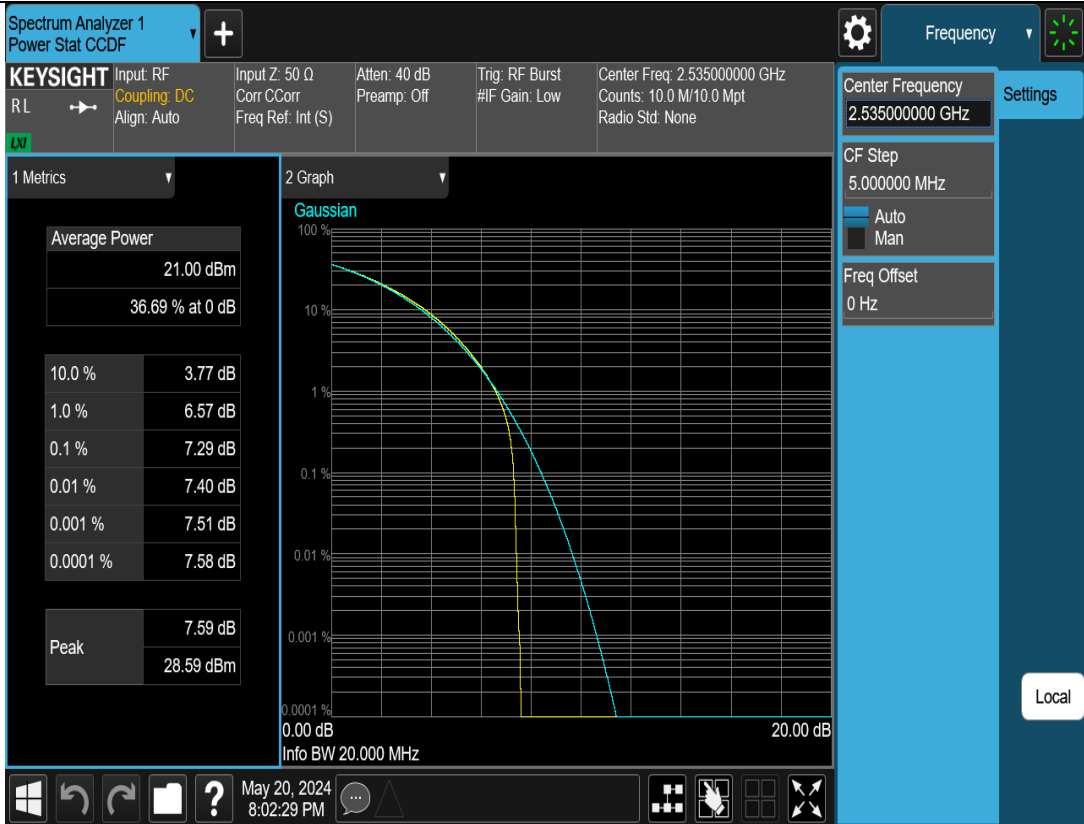 Spectrum Analyzer 1
Power Stat CCDF
+
Frequency
KEYSIGHT
R L
LXI
Input: RF
Coupling: DC
Align: Auto
Input Z: 50 Ω
Corr CCorr
Freq Ref: Int (S)
Atten: 40 dB
Preamp: Off
Trig: RF Burst
#IF Gain: Low
Center Freq: 2.535000000 GHz
Counts: 10.0 M/10.0 Mpt
Radio Std: None
Center Frequency
2.535000000 GHz
Settings
CF Step
5.000000 MHz
Auto
Man
Freq Offset
0 Hz
1 Metrics
Average Power
21.00 dBm
36.69 % at 0 dB
10.0 % 3.77 dB
1.0 % 6.57 dB
0.1 % 7.29 dB
0.01 % 7.40 dB
0.001 % 7.51 dB
0.0001 % 7.58 dB
Peak
7.59 dB
28.59 dBm
2 Graph
Gaussian
100 %
10 %
1 %
0.1 %
0.01 %
0.001 %
0.0001 %
0.00 dB 20.00 dB
Info BW 20.000 MHz
Local
?
May 20, 2024
8:02:29 PM